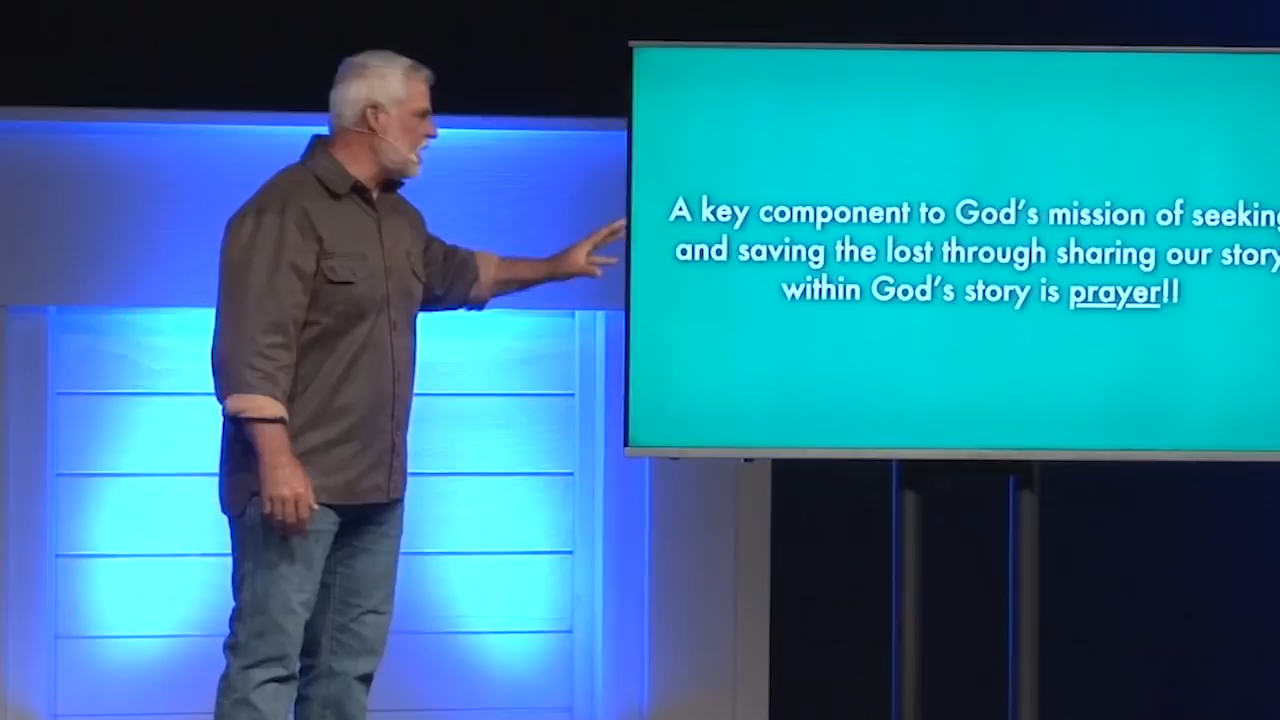 A key component to God's mission of seekin
and saving the lost through sharing our story
within God's story is prayer!!